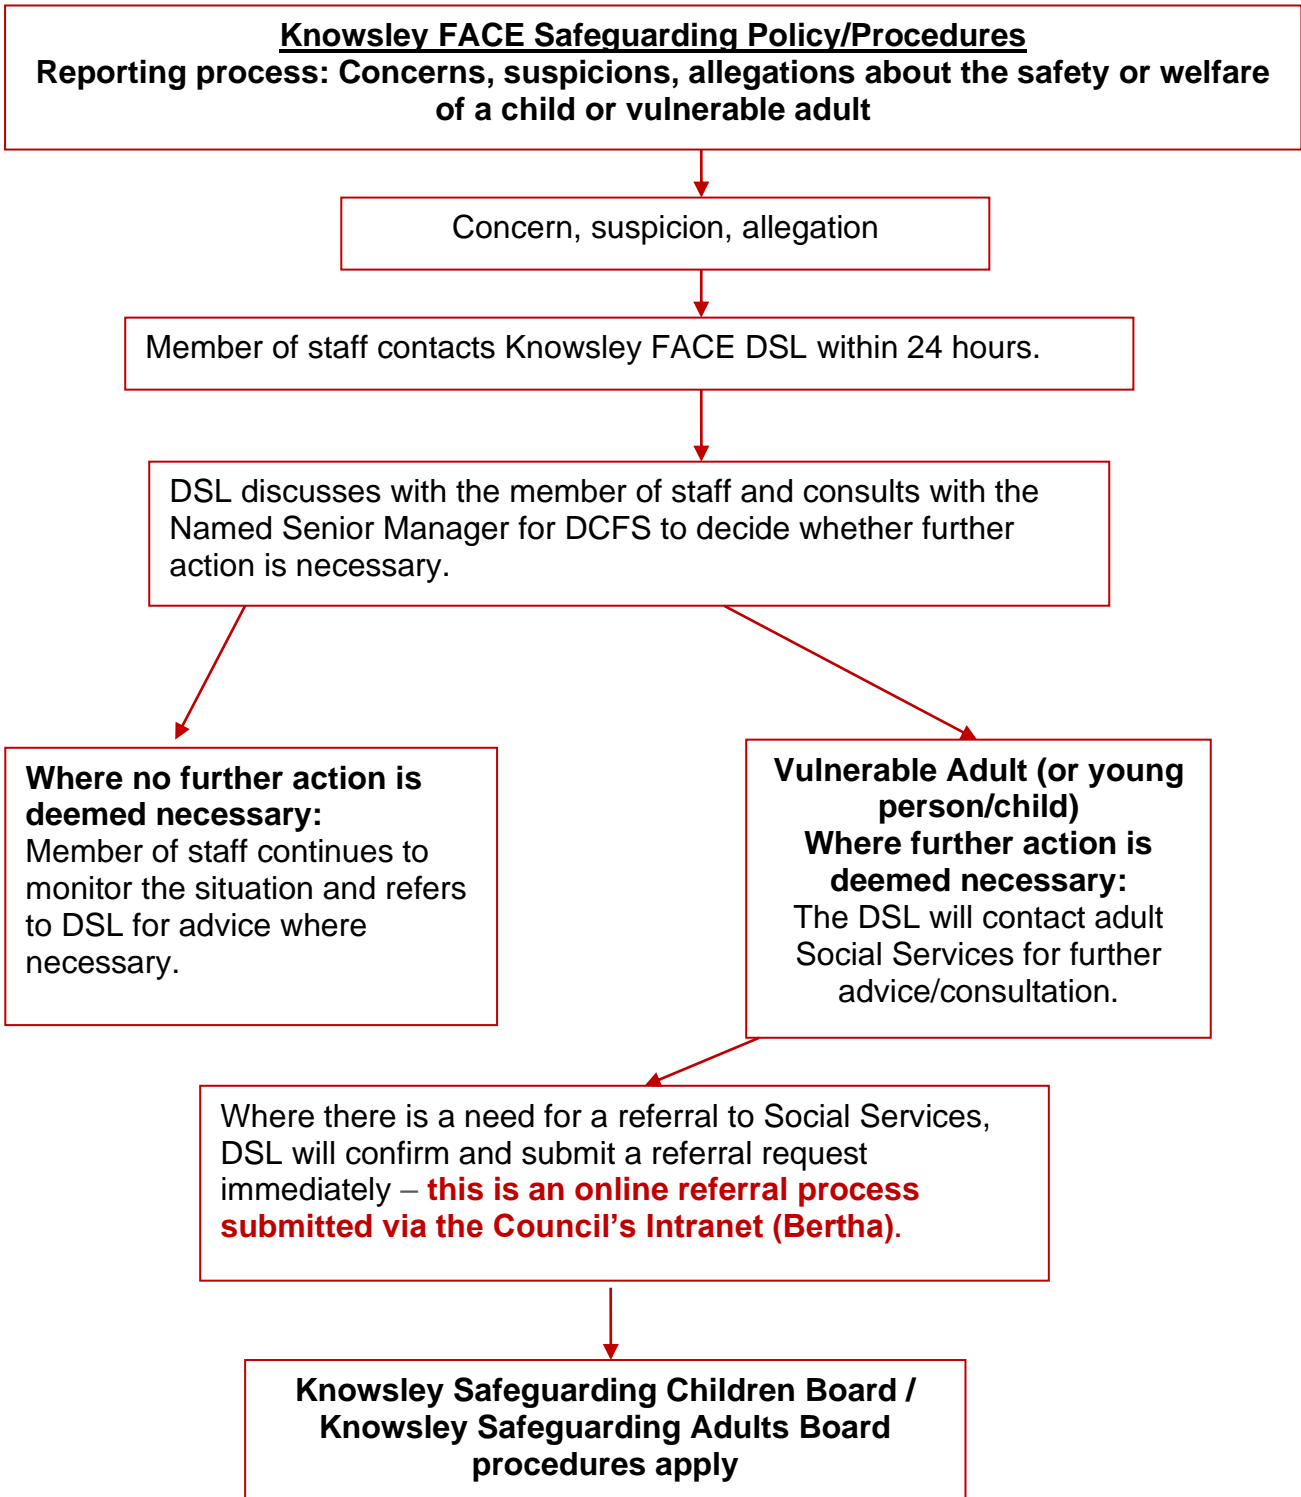 Knowsley FACE Safeguarding Policy/Procedures
Reporting process: Concerns, suspicions, allegations about the safety or welfare
of a child or vulnerable adult
Concern, suspicion, allegation
Member of staff contacts Knowsley FACE DSL within 24 hours.
DSL discusses with the member of staff and consults with the
Named Senior Manager for DCFS to decide whether further
action is necessary.
Where no further action is
deemed necessary:
Member of staff continues to
monitor the situation and refers
to DSL for advice where
necessary.
Vulnerable Adult (or young
person/child)
Where further action is
deemed necessary:
The DSL will contact adult
Social Services for further
advice/consultation.
Where there is a need for a referral to Social Services,
DSL will confirm and submit a referral request
immediately – this is an online referral process
submitted via the Council’s Intranet (Bertha).
Knowsley Safeguarding Children Board /
Knowsley Safeguarding Adults Board
procedures apply